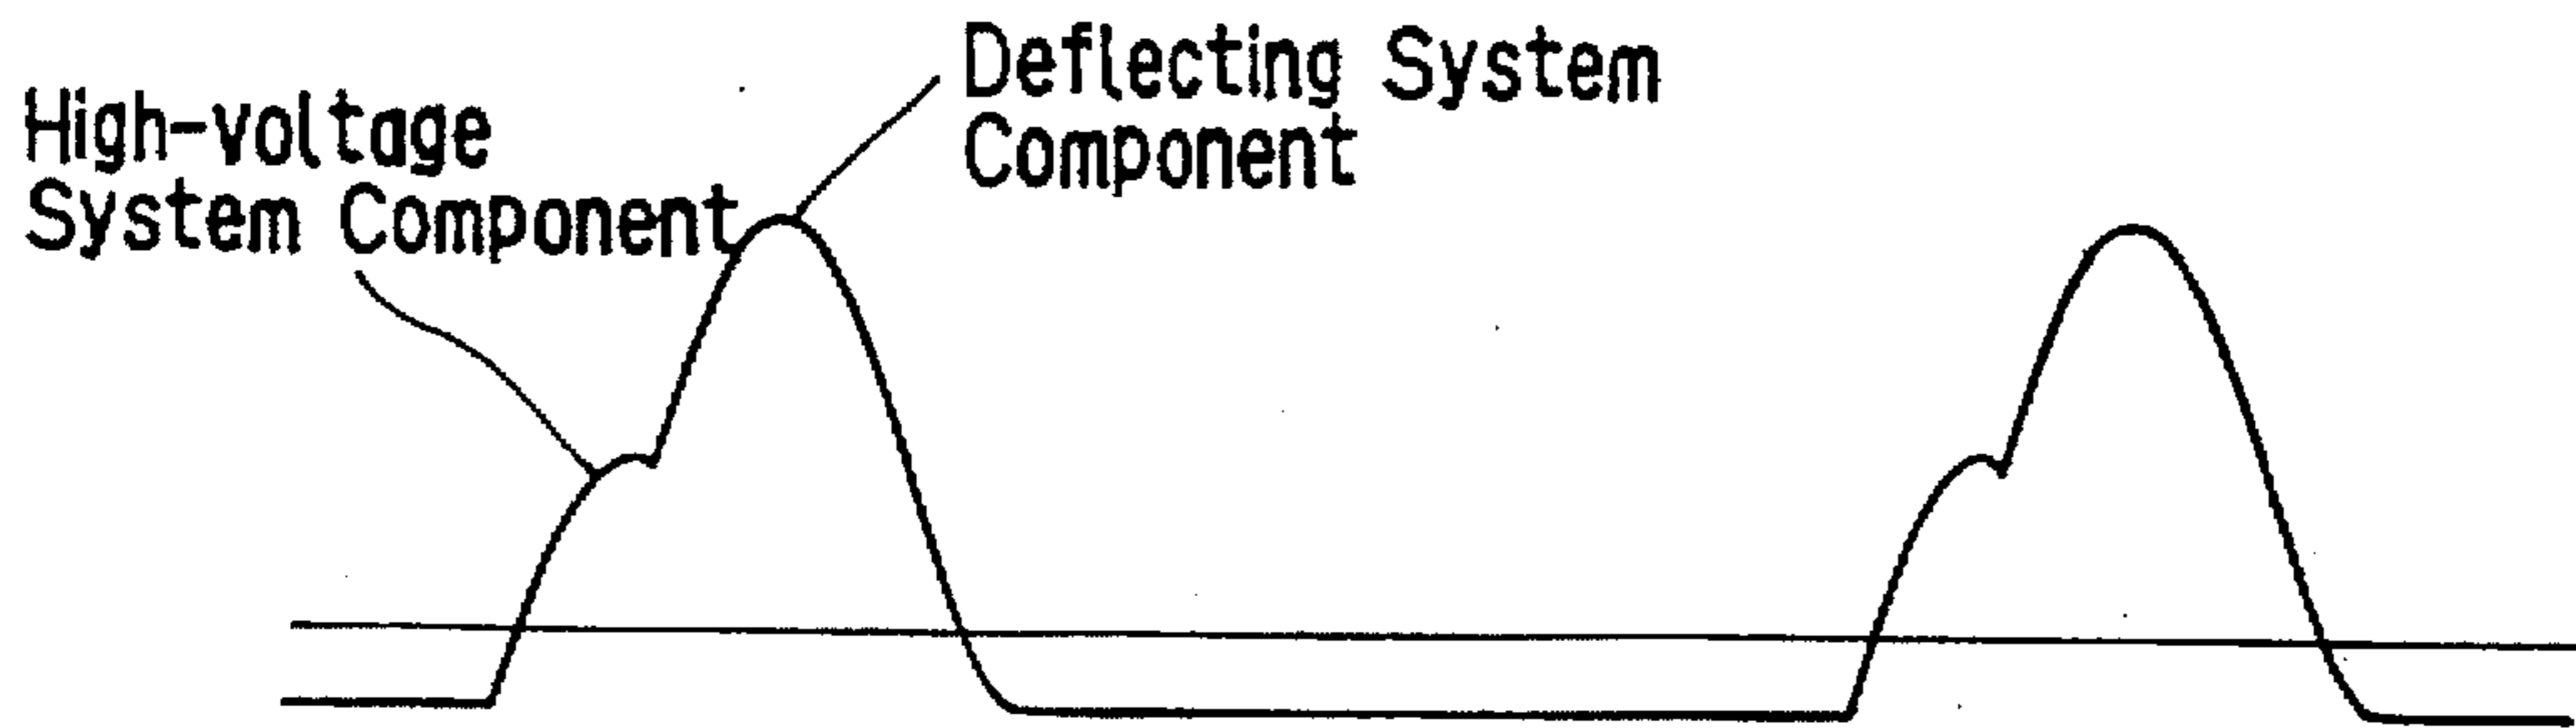 High-voltage
System Component
Deflecting System
Component